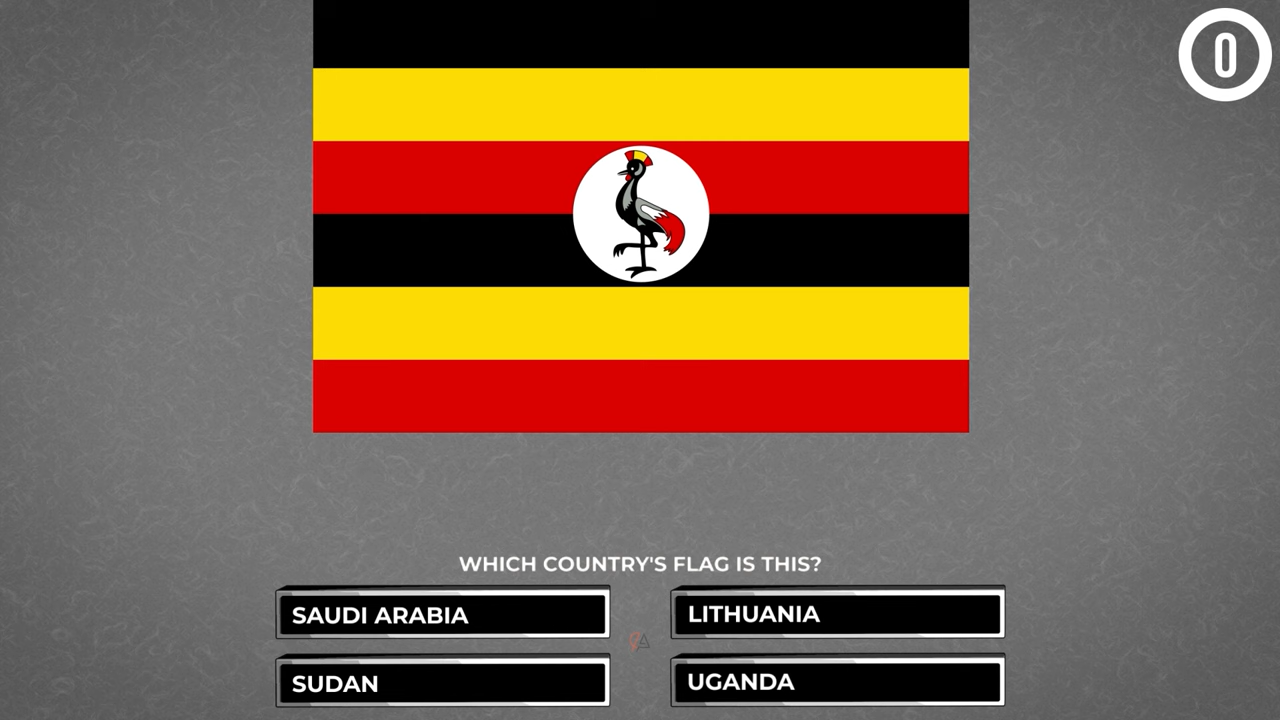 0
WHICH COUNTRY'S FLAG IS THIS?
SAUDI ARABIA
LITHUANIA
SUDAN
UGANDA